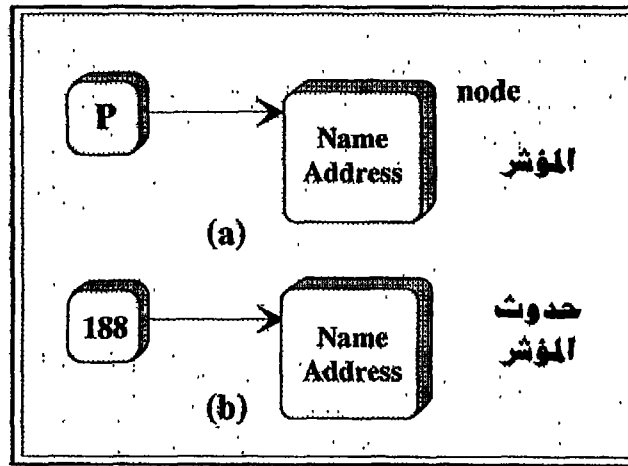 node
P
Name
Address
المؤشر
(a)
188
Name
Address
حدوث
المؤشر
(b)